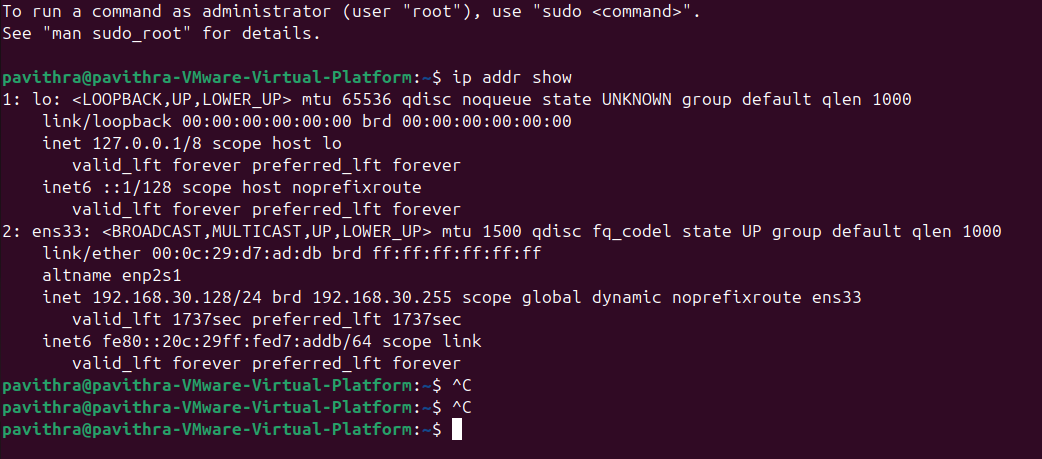 To run a command as administrator (user "root"), use "sudo <command>".
See "man sudo_root" for details.
pavithra@pavithra-VMware-Virtual-Platform:~$ ip addr show
1: lo: <LOOPBACK,UP,LOWER_UP> mtu 65536 qdisc noqueue state UNKNOWN group default qlen 1000
    link/loopback 00:00:00:00:00:00 brd 00:00:00:00:00:00
    inet 127.0.0.1/8 scope host lo
       valid_lft forever preferred_lft forever
    inet6 ::1/128 scope host noprefixroute
       valid_lft forever preferred_lft forever
2: ens33: <BROADCAST,MULTICAST,UP,LOWER_UP> mtu 1500 qdisc fq_codel state UP group default qlen 1000
    link/ether 00:0c:29:d7:ad:db brd ff:ff:ff:ff:ff:ff
    altname enp2s1
    inet 192.168.30.128/24 brd 192.168.30.255 scope global dynamic noprefixroute ens33
       valid_lft 1737sec preferred_lft 1737sec
    inet6 fe80::20c:29ff:fed7:addb/64 scope link
       valid_lft forever preferred_lft forever
pavithra@pavithra-VMware-Virtual-Platform:~$ ^C
pavithra@pavithra-VMware-Virtual-Platform:~$ ^C
pavithra@pavithra-VMware-Virtual-Platform:~$